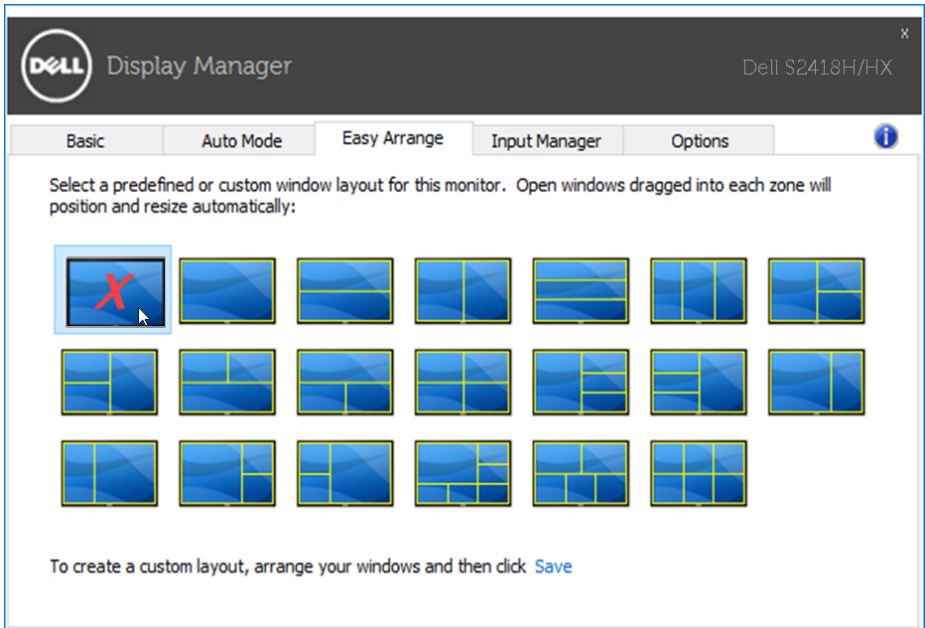 X
DELL Display Manager
Dell S2418H/HX
Basic Auto Mode Easy Arrange Input Manager Options
Select a predefined or custom window layout for this monitor. Open windows dragged into each zone will
position and resize automatically:
X
To create a custom layout, arrange your windows and then click Save